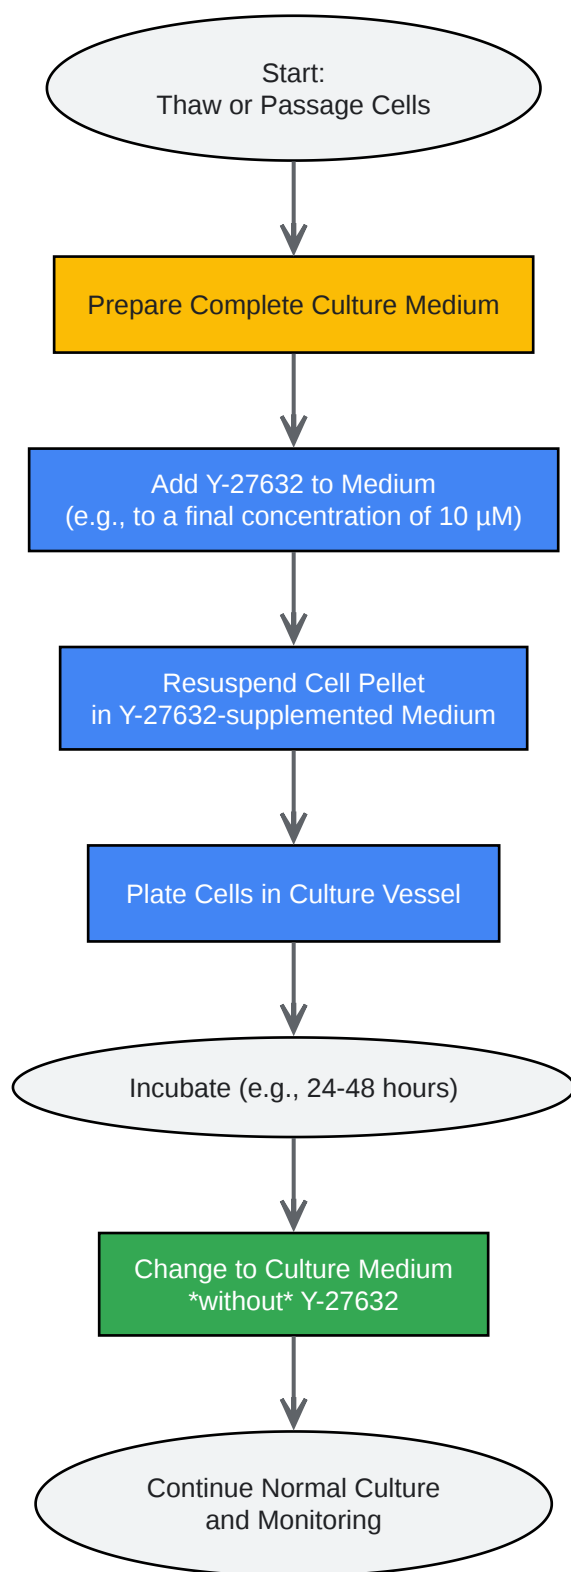 Start:
Thaw or Passage Cells
Prepare Complete Culture Medium
Add Y-27632 to Medium
(e.g., to a final concentration of 10 µM)
Resuspend Cell Pellet
in Y-27632-supplemented Medium
Plate Cells in Culture Vessel
Incubate (e.g., 24-48 hours)
Change to Culture Medium
*without* Y-27632
Continue Normal Culture
and Monitoring